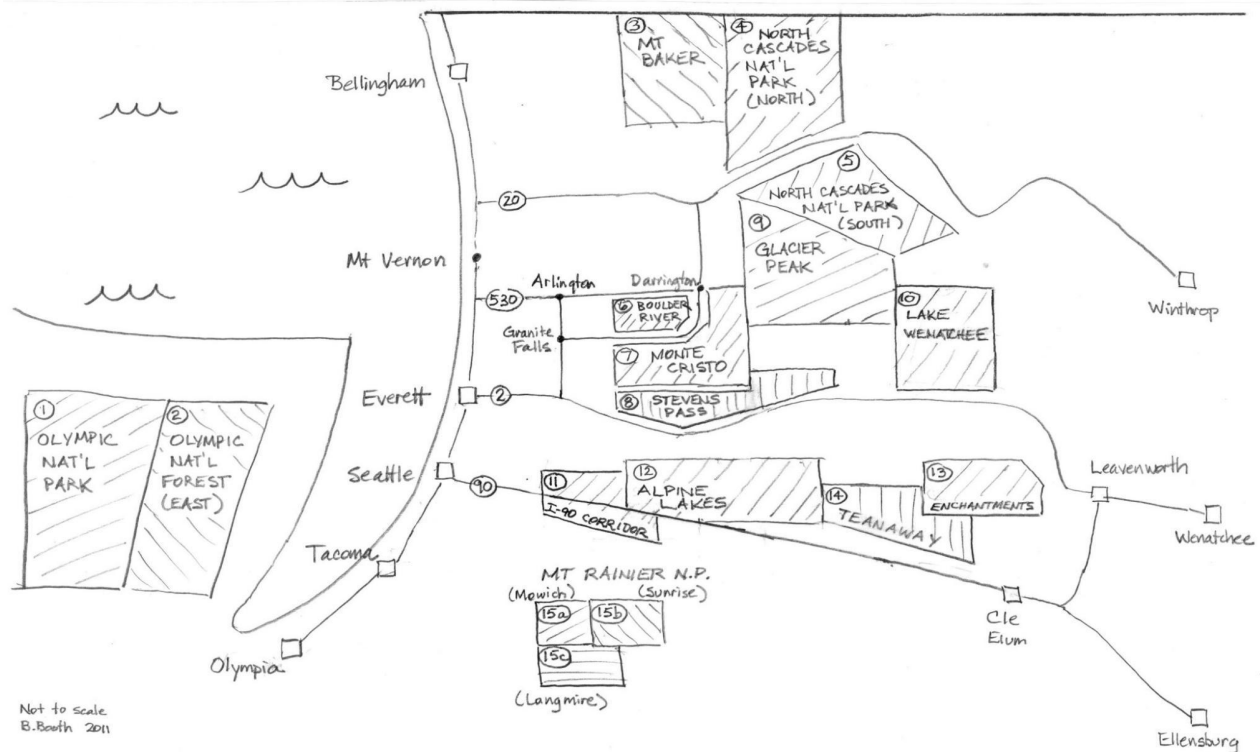 ③ MT
BAKER
④ NORTH
CASCADES
NAT'L
PARK
(NORTH)
Bellingham
⑤
NORTH CASCADES
NAT'L PARK
(SOUTH)
20
⑨
GLACIER
PEAK
Mt Vernon
Arlington
Darrington
530
⑥ BOULDER
RIVER
⑩
LAKE
WENATCHEE
Winthrop
Granite
Falls
⑦ MONTE
CRISTO
Everett
2
⑧ STEVENS
PASS
①
OLYMPIC
NAT'L
PARK
②
OLYMPIC
NAT'L
FOREST
(EAST)
Seattle
90
⑪
I-90 CORRIDOR
⑫
ALPINE
LAKES
⑬
ENCHANTMENTS
⑭
TEANAWAY
Leavenworth
Wenatchee
Tacoma
MT RAINIER N.P.
(Mowich) (Sunrise)
15a 15b
15c
(Langmire)
Cle
Elum
Olympia
Ellensburg
Not to scale
B.Booth 2011